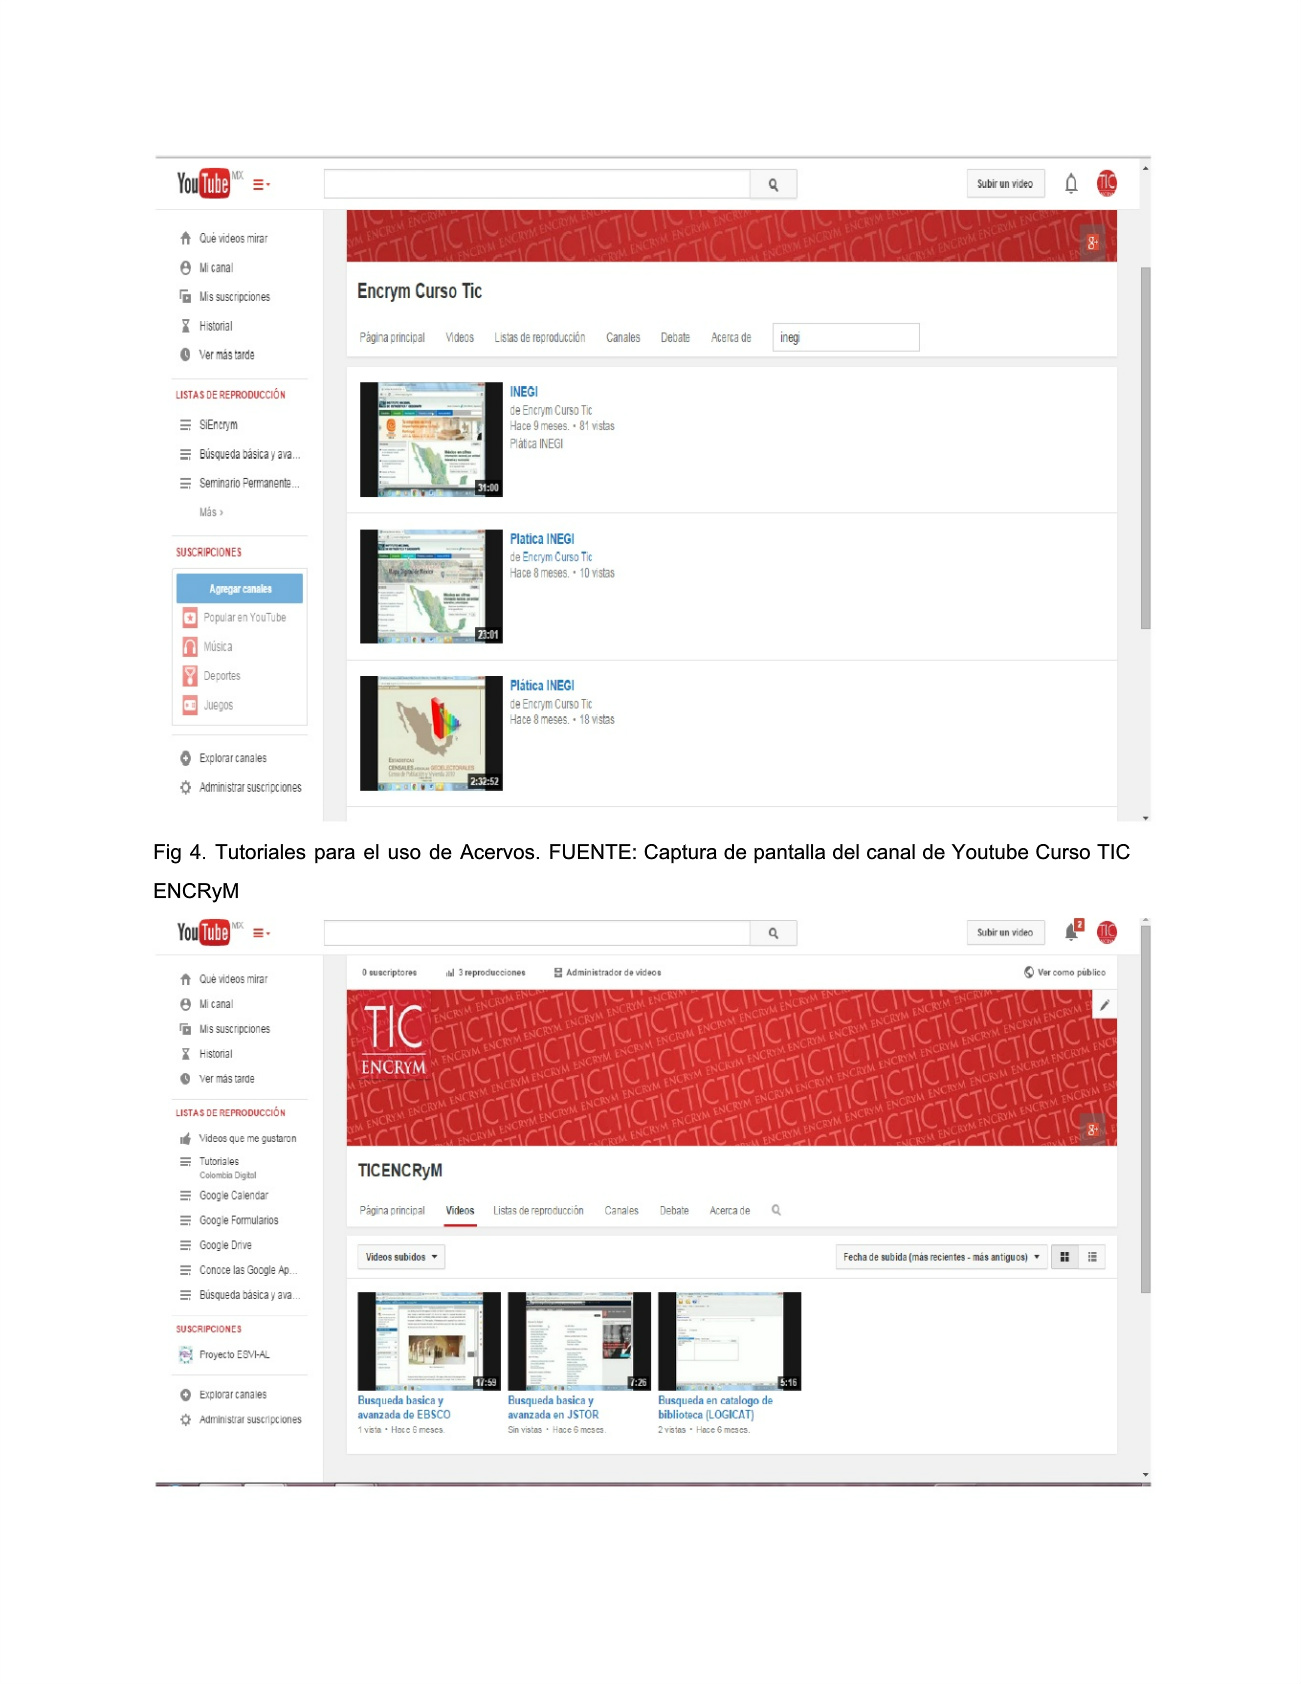 YouTube MX
Subir un video
Qué videos mirar
Mi canal
Mis suscripciones
Historial
Ver más tarde
LISTAS DE REPRODUCCIÓN
SiEncrym
Búsqueda básica y ava...
Seminario Permanente...
Más ›
SUSCRIPCIONES
Agregar canales
Popular en YouTube
Música
Deportes
Juegos
Explorar canales
Administrar suscripciones
Encrym Curso Tic
Página principal Videos Listas de reproducción Canales Debate Acerca de inegi
INEGI
de Encrym Curso Tic
Hace 9 meses. • 81 vistas
Plática INEGI
31:00
Platica INEGI
de Encrym Curso Tic
Hace 8 meses. • 10 vistas
23:01
Plática INEGI
de Encrym Curso Tic
Hace 8 meses. • 18 vistas
2:32:52
Fig 4. Tutoriales para el uso de Acervos. FUENTE: Captura de pantalla del canal de Youtube Curso TIC
ENCRyM
YouTube MX
Subir un video
2
Qué videos mirar
Mi canal
Mis suscripciones
Historial
Ver más tarde
LISTAS DE REPRODUCCIÓN
Videos que me gustaron
Tutoriales
Colombia Digital
Google Calendar
Google Formularios
Google Drive
Conoce las Google Ap...
Búsqueda básica y ava...
SUSCRIPCIONES
Proyecto ESVI-AL
Explorar canales
Administrar suscripciones
0 suscriptores 3 reproducciones Administrador de videos Ver como público
TIC
ENCRYM
TICENCRyM
Página principal Videos Listas de reproducción Canales Debate Acerca de
Videos subidos Fecha de subida (más recientes - más antiguos)
17:59 7:26 5:16
Busqueda basica y
avanzada de EBSCO
1 vista • Hace 6 meses.
Busqueda basica y
avanzada en JSTOR
Sin vistas • Hace 6 meses.
Busqueda en catalogo de
biblioteca (LOGICAT)
2 vistas • Hace 6 meses.